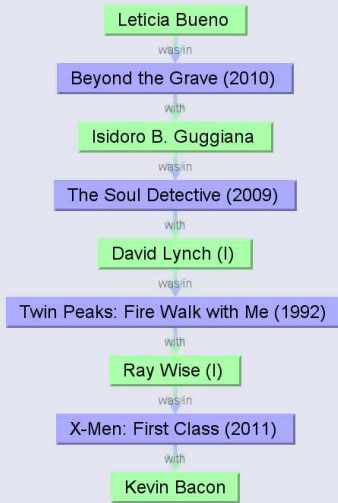 Letícia Bueno
was in
Beyond the Grave (2010)
with
Isidoro B. Guggiana
was in
The Soul Detective (2009)
with
David Lynch (I)
was in
Twin Peaks: Fire Walk with Me (1992)
with
Ray Wise (I)
was in
X-Men: First Class (2011)
with
Kevin Bacon